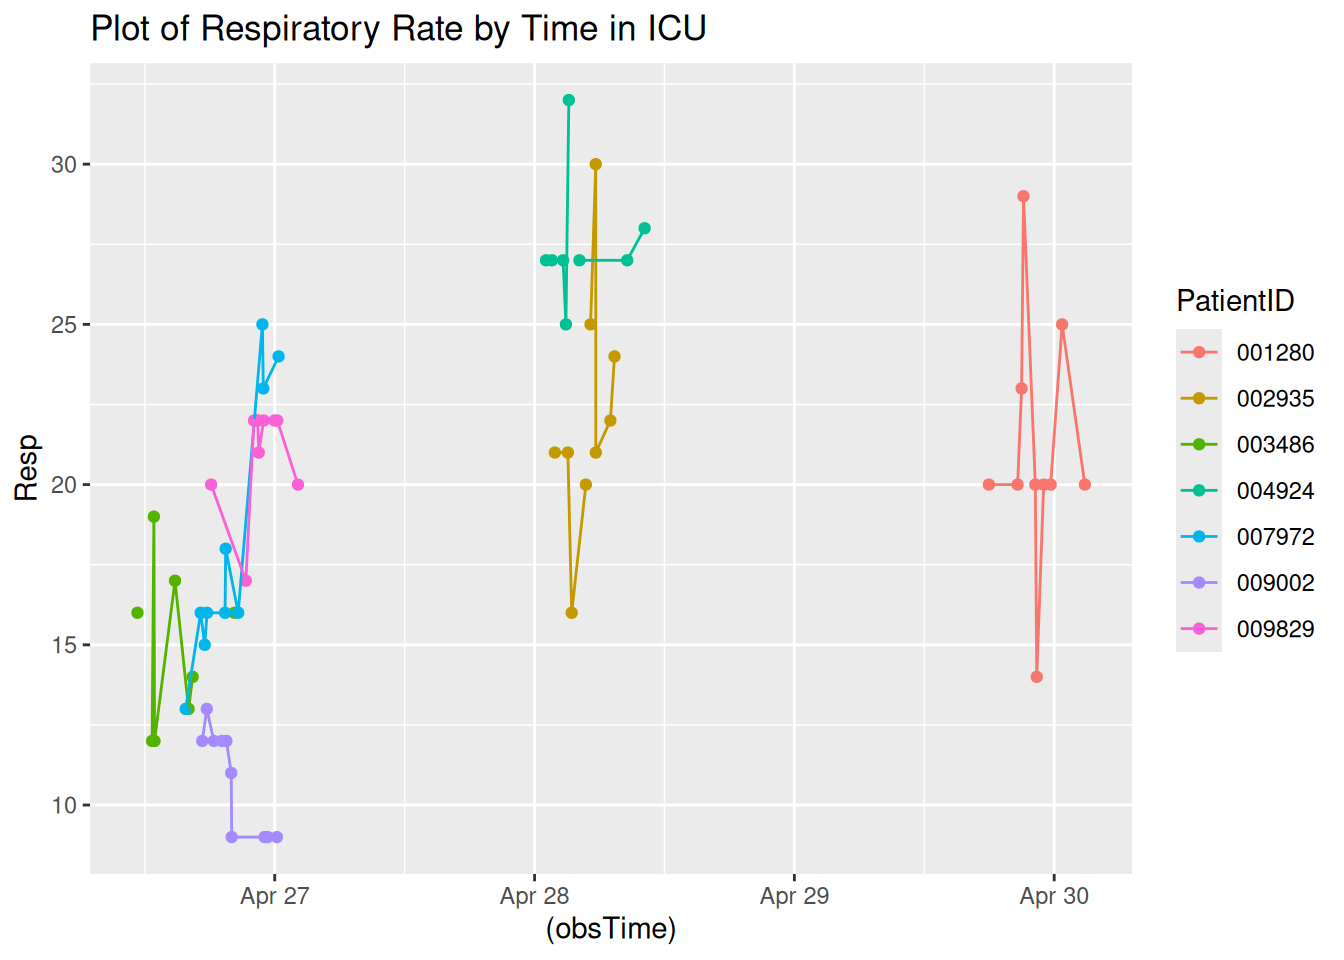 Plot of Respiratory Rate by Time in ICU
30
25
20
15
10
Resp
Apr 27
Apr 28
Apr 29
Apr 30
(obsTime)
PatientID
001280
002935
003486
004924
007972
009002
009829